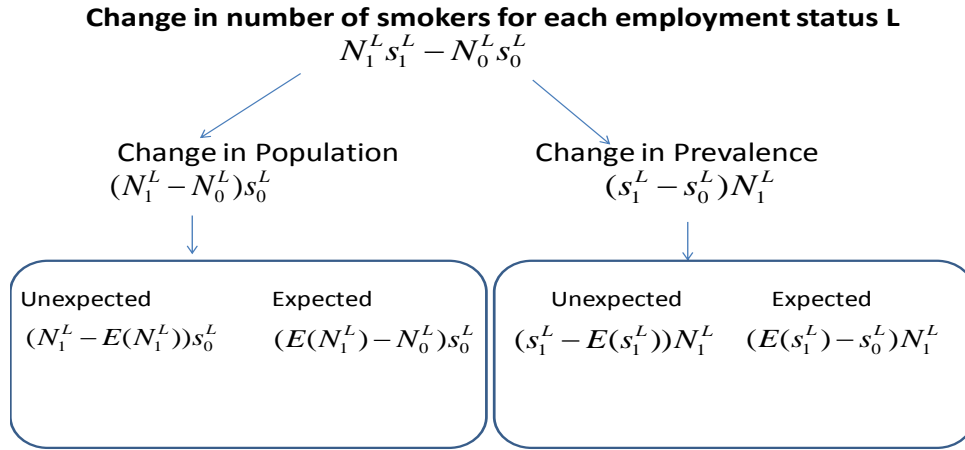 Change in number of smokers for each employment status L
$N_1^L s_1^L - N_0^L s_0^L$
Change in Population
$(N_1^L - N_0^L)s_0^L$
Change in Prevalence
$(s_1^L - s_0^L)N_1^L$
Unexpected Expected
$(N_1^L - E(N_1^L))s_0^L$ $(E(N_1^L) - N_0^L)s_0^L$
Unexpected Expected
$(s_1^L - E(s_1^L))N_1^L$ $(E(s_1^L) - s_0^L)N_1^L$